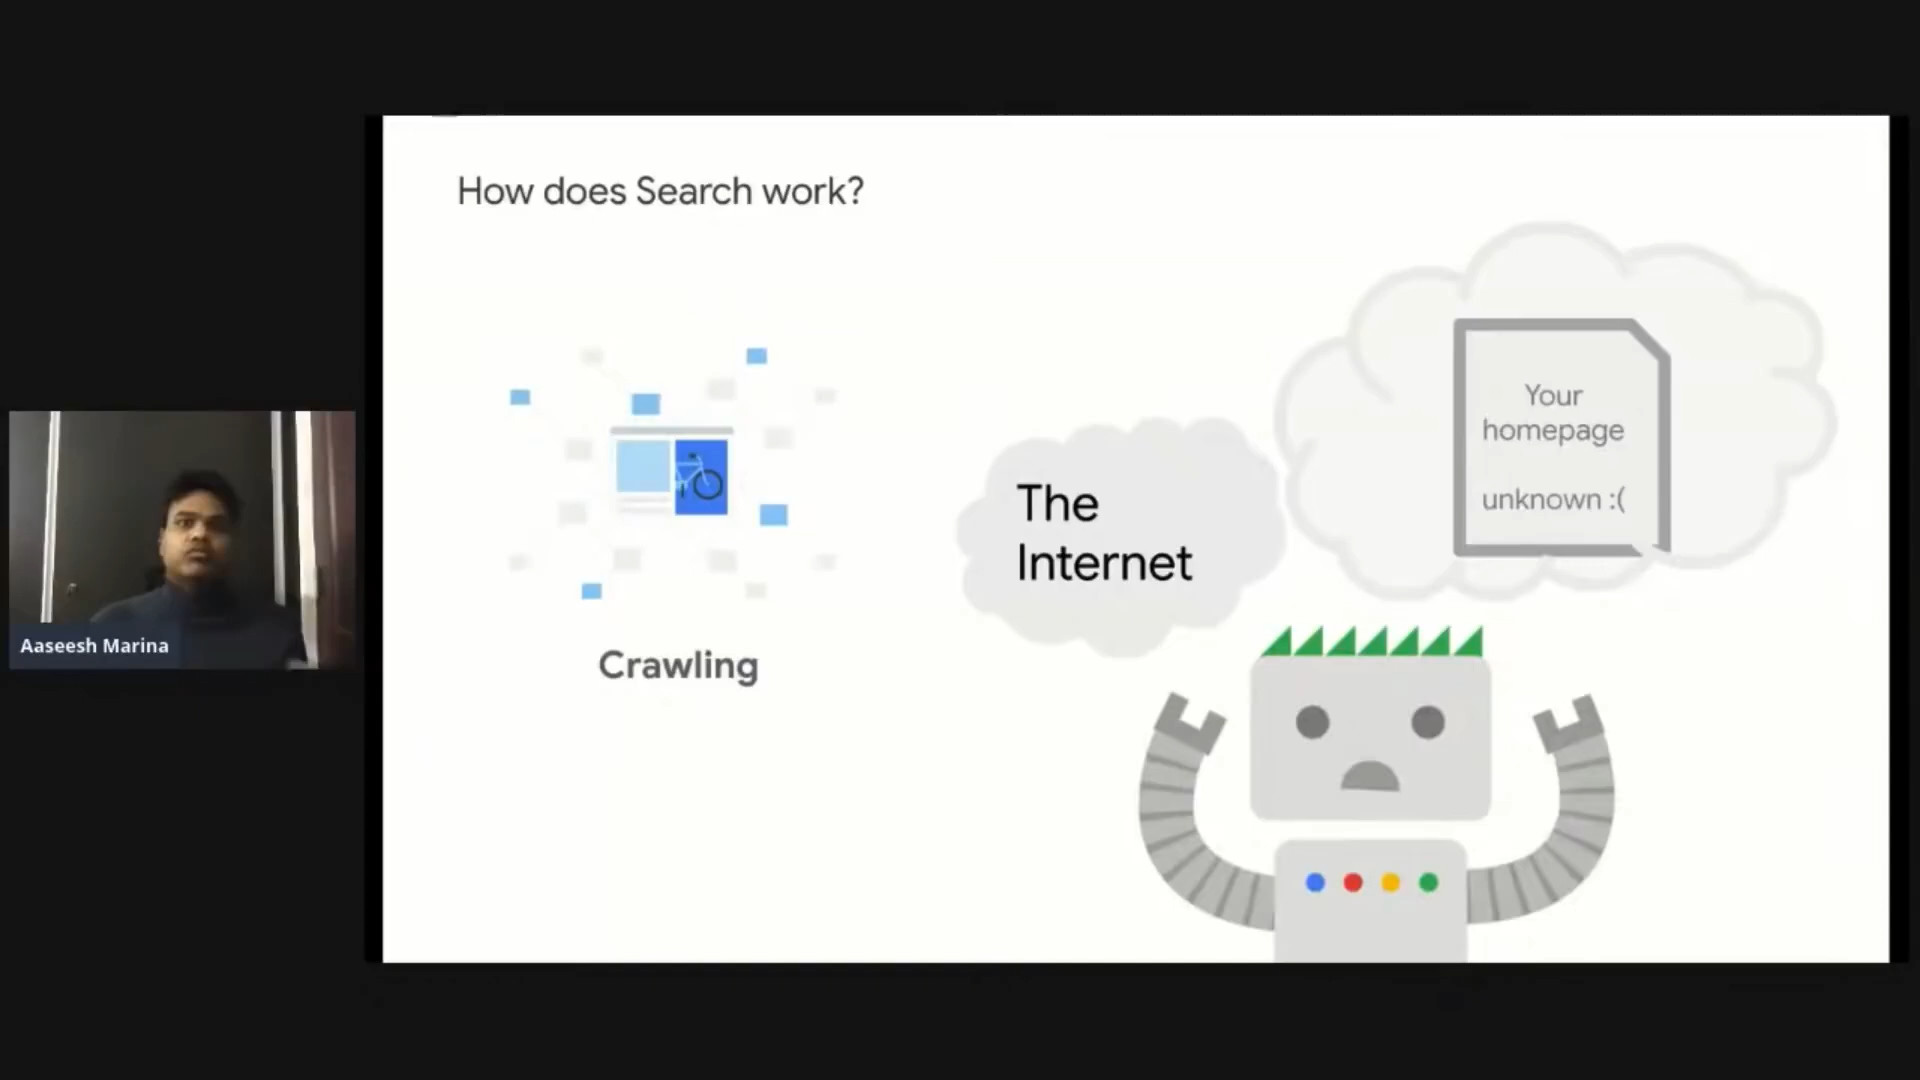 How does Search work?
Your
homepage
unknown :(
The
Internet
Crawling
Aaseesh Marina